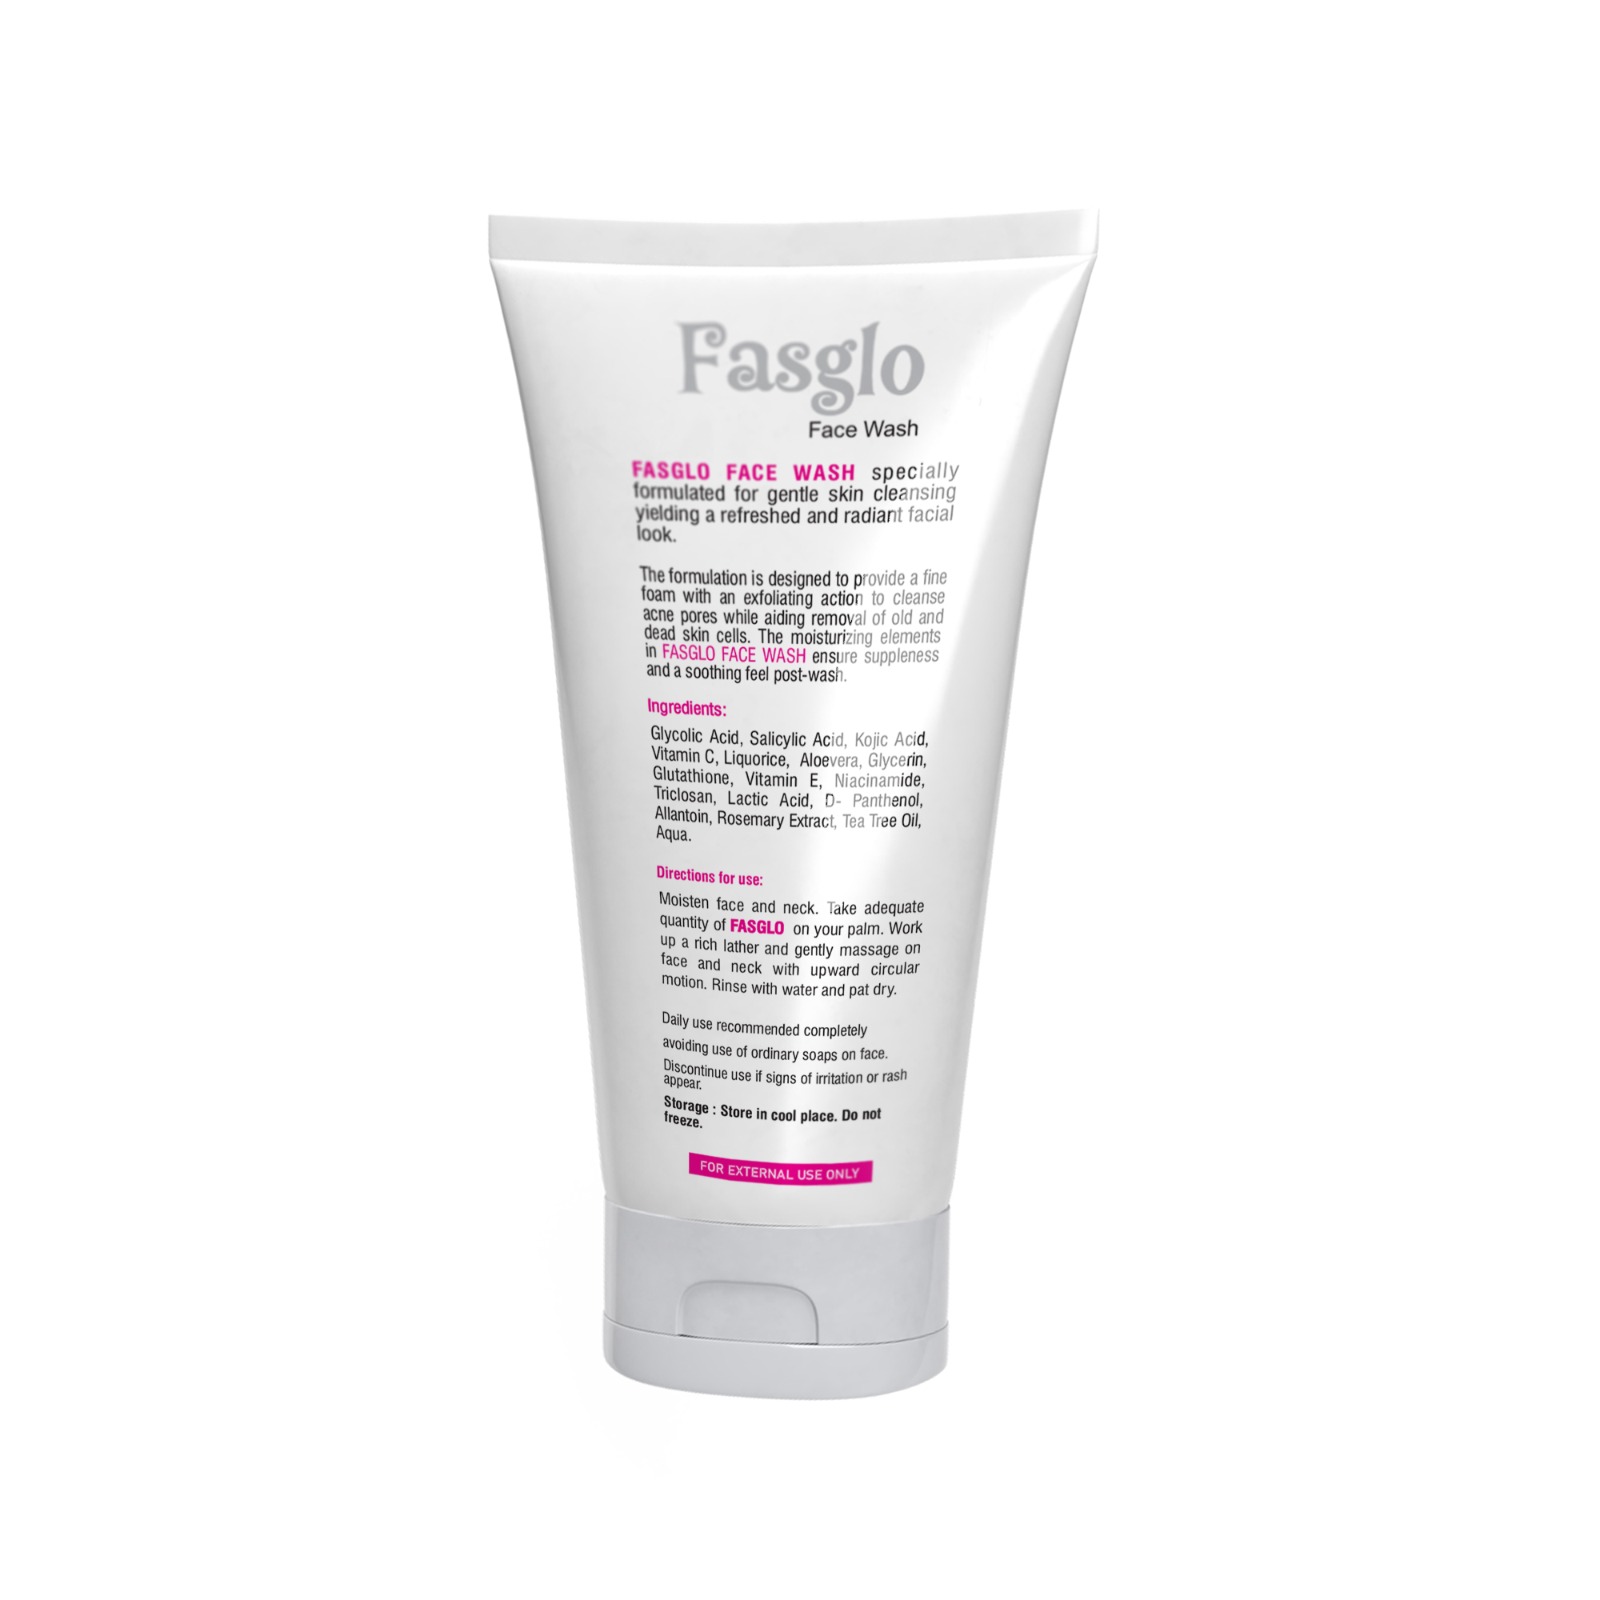 Fasglo
Face Wash
FASGLO FACE WASH specially
formulated for gentle skin cleansing
yielding a refreshed and radiant facial
look.
The formulation is designed to provide a fine
foam with an exfoliating action to cleanse
acne pores while aiding removal of old and
dead skin cells. The moisturizing elements
in FASGLO FACE WASH ensure suppleness
and a soothing feel post-wash.
Ingredients:
Glycolic Acid, Salicylic Acid, Kojic Acid,
Vitamin C, Liquorice, Aloevera, Glycerin,
Glutathione, Vitamin E, Niacinamide,
Triclosan, Lactic Acid, D- Panthenol,
Allantoin, Rosemary Extract, Tea Tree Oil,
Aqua.
Directions for use:
Moisten face and neck. Take adequate
quantity of FASGLO on your palm. Work
up a rich lather and gently massage on
face and neck with upward circular
motion. Rinse with water and pat dry.
Daily use recommended completely
avoiding use of ordinary soaps on face.
Discontinue use if signs of irritation or rash
appear.
Storage : Store in cool place. Do not
freeze.
FOR EXTERNAL USE ONLY